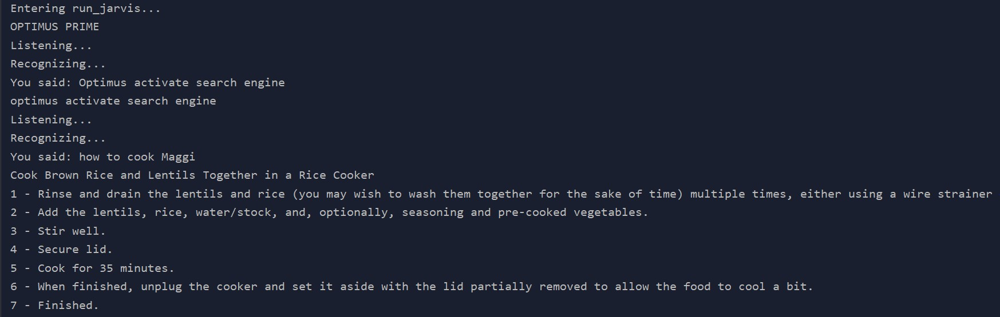 Entering run_jarvis...
OPTIMUS PRIME
Listening...
Recognizing...
You said: Optimus activate search engine
optimus activate search engine
Listening...
Recognizing...
You said: how to cook Maggi
Cook Brown Rice and Lentils Together in a Rice Cooker
1 - Rinse and drain the lentils and rice (you may wish to wash them together for the sake of time) multiple times, either using a wire strainer
2 - Add the lentils, rice, water/stock, and, optionally, seasoning and pre-cooked vegetables.
3 - Stir well.
4 - Secure lid.
5 - Cook for 35 minutes.
6 - When finished, unplug the cooker and set it aside with the lid partially removed to allow the food to cool a bit.
7 - Finished.